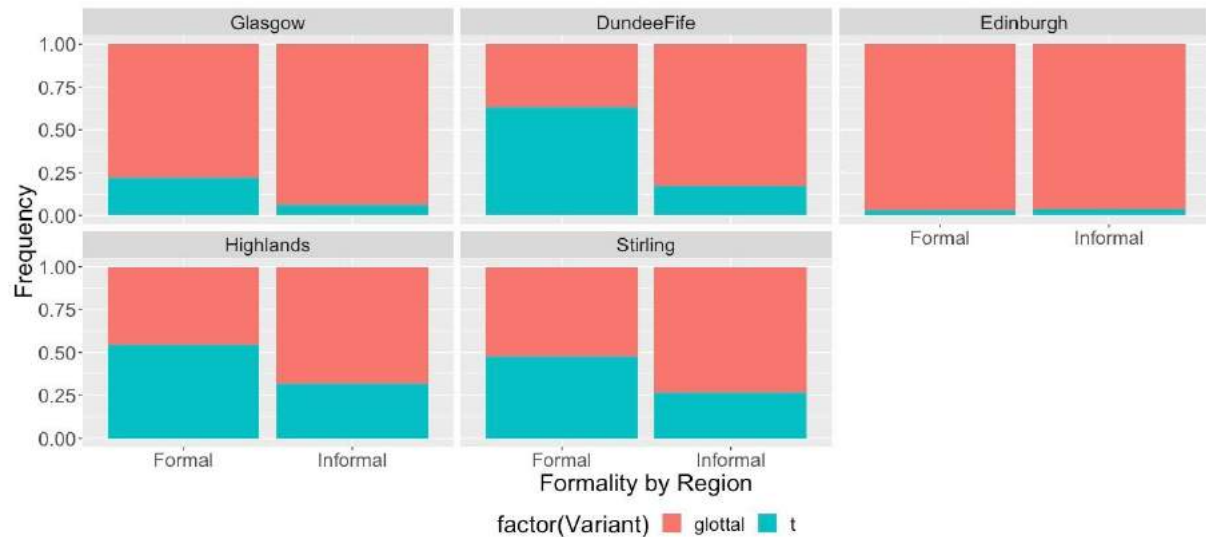 Glasgow
DundeeFife
Edinburgh
1.00
0.75
0.50
0.25
0.00
Formal Informal
Highlands
Stirling
1.00
0.75
0.50
0.25
0.00
Formal Informal
Formal Informal
Frequency
Formality by Region
factor(Variant) glottal t